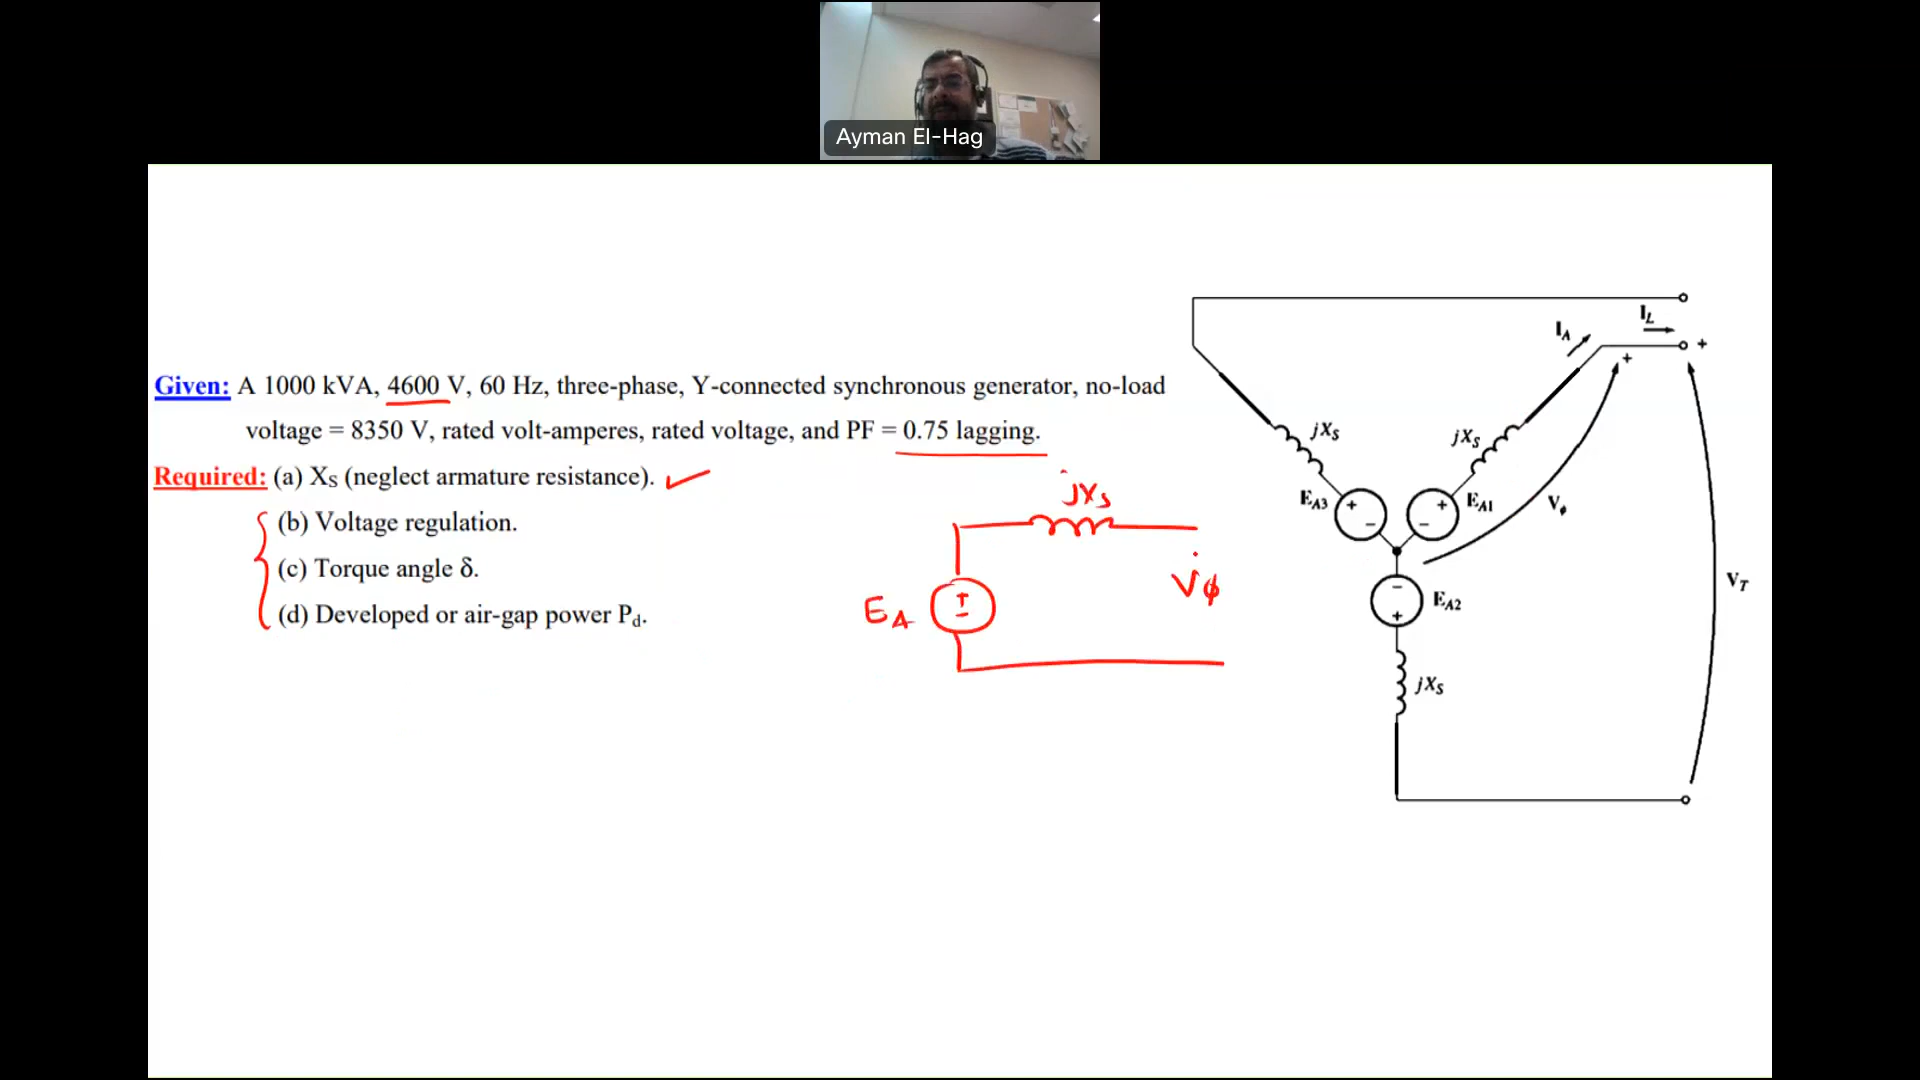 Ayman El-Hag
Given: A 1000 kVA, 4600 V, 60 Hz, three-phase, Y-connected synchronous generator, no-load
voltage = 8350 V, rated volt-amperes, rated voltage, and PF = 0.75 lagging.
Required: (a) XS (neglect armature resistance).
(b) Voltage regulation.
(c) Torque angle δ.
(d) Developed or air-gap power Pd.
jXs
EA
+
-
Vφ
IA
IL
+
+
jXS
jXS
EA3
+
-
+
-
EA1
Vφ
-
+
EA2
VT
jXS